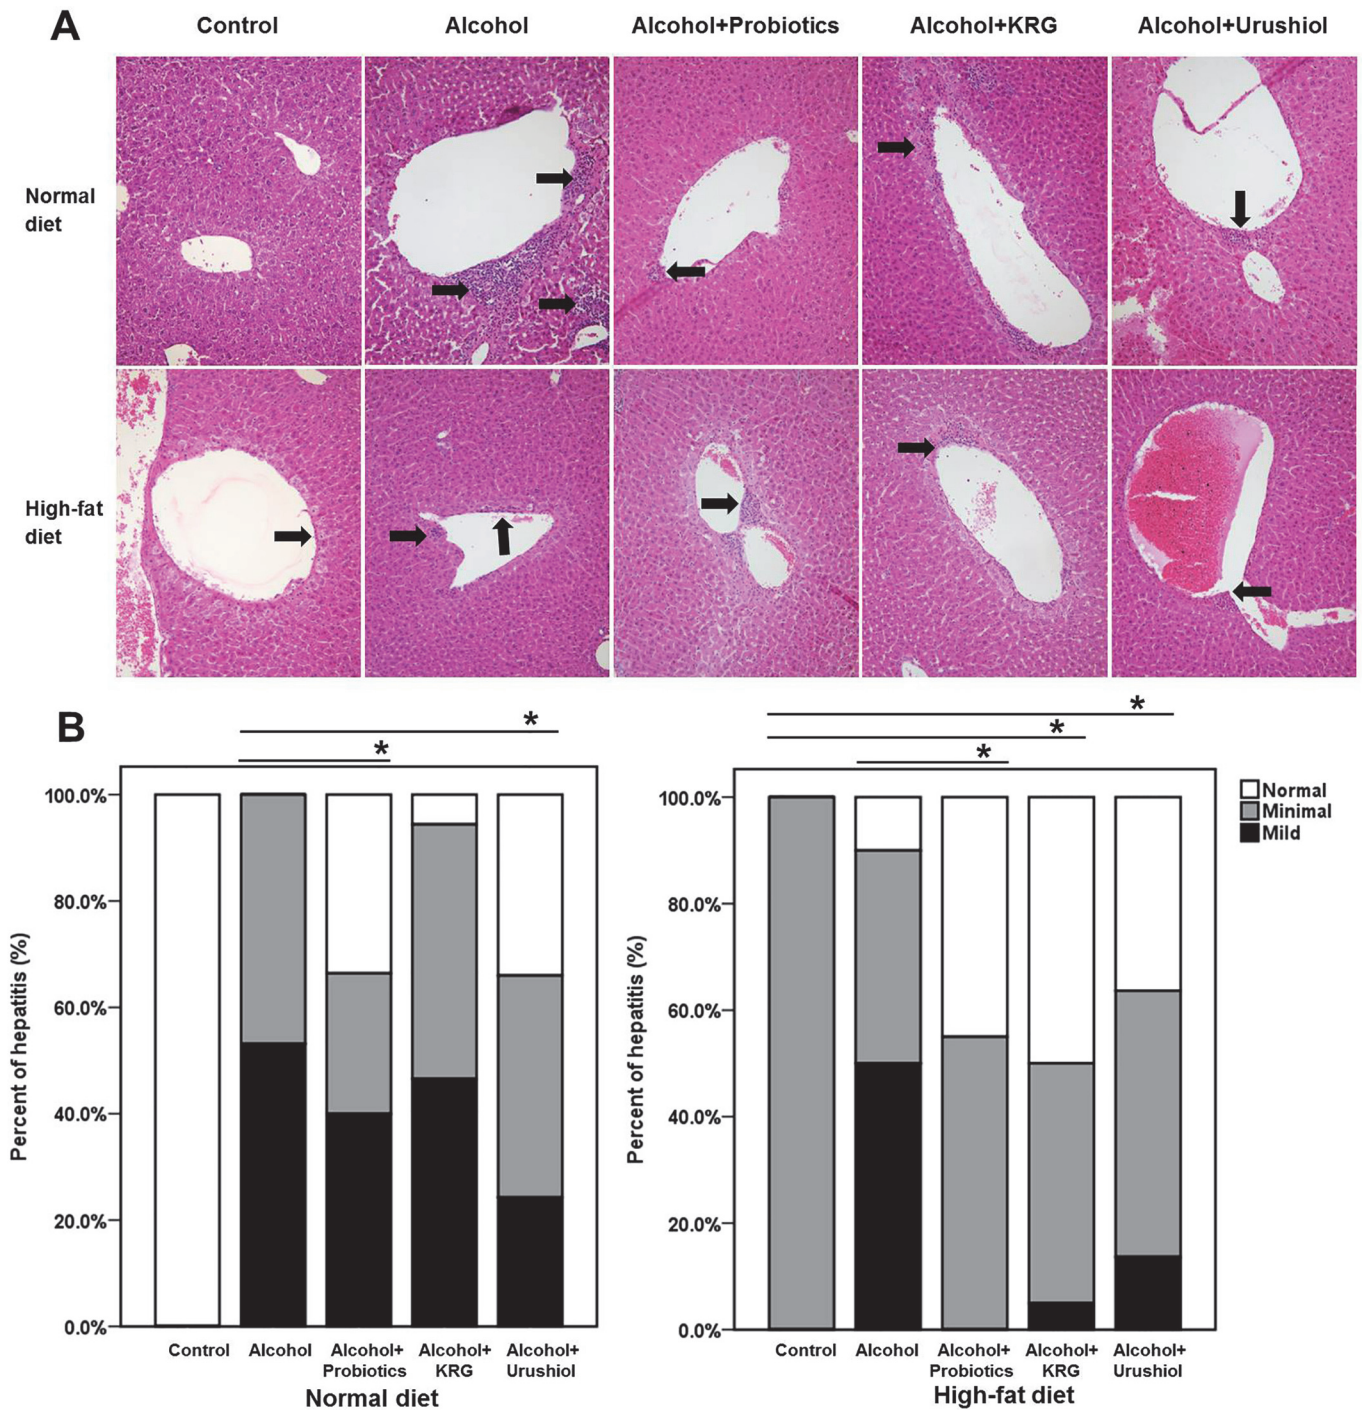 A
Control
Alcohol
Alcohol+Probiotics
Alcohol+KRG
Alcohol+Urushiol
Normal
diet
High-fat
diet
B
*
*
*
*
*
Percent of hepatitis (%)
100.0%
80.0%
60.0%
40.0%
20.0%
0.0%
Control
Alcohol
Alcohol+
Probiotics
Alcohol+
KRG
Alcohol+
Urushiol
Normal diet
Percent of hepatitis (%)
100.0%
80.0%
60.0%
40.0%
20.0%
0.0%
Control
Alcohol
Alcohol+
Probiotics
Alcohol+
KRG
Alcohol+
Urushiol
High-fat diet
Normal
Minimal
Mild